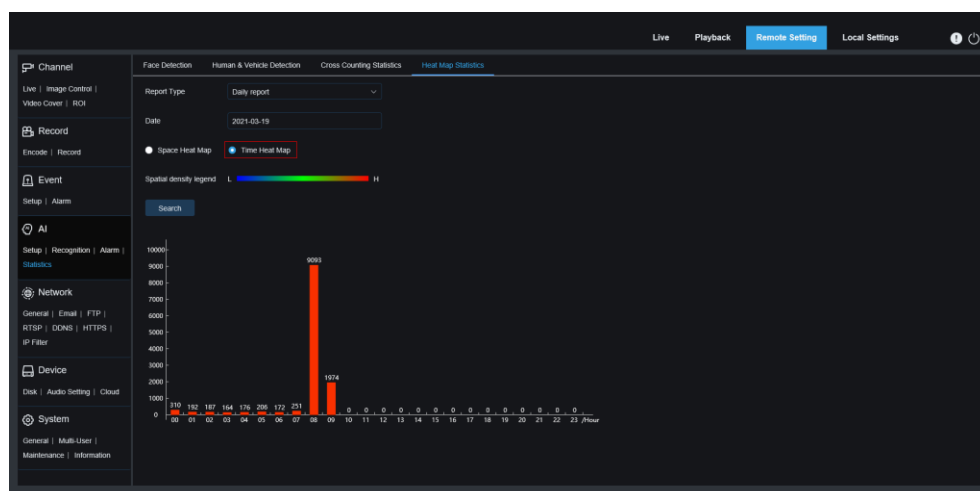 Live Playback Remote Setting Local Settings
Channel
Live | Image Control |
Video Cover | ROI
Record
Encode | Record
Event
Setup | Alarm
AI
Setup | Recognition | Alarm |
Statistics
Network
General | Email | FTP |
RTSP | DDNS | HTTPS |
IP Filter
Device
Disk | Audio Setting | Cloud
System
General | Multi-User |
Maintenance | Information
Face Detection Human & Vehicle Detection Cross Counting Statistics Heat Map Statistics
Report Type Daily report
Date 2021-03-19
Space Heat Map Time Heat Map
Spatial density legend L H
Search
10000
9000
8000
7000
6000
5000
4000
3000
2000
1000
0
310 192 187 164 176 206 172 251 9093 1974 0 0 0 0 0 0 0 0 0 0 0 0 0 0
00 01 02 03 04 05 06 07 08 09 10 11 12 13 14 15 16 17 18 19 20 21 22 23 /Hour